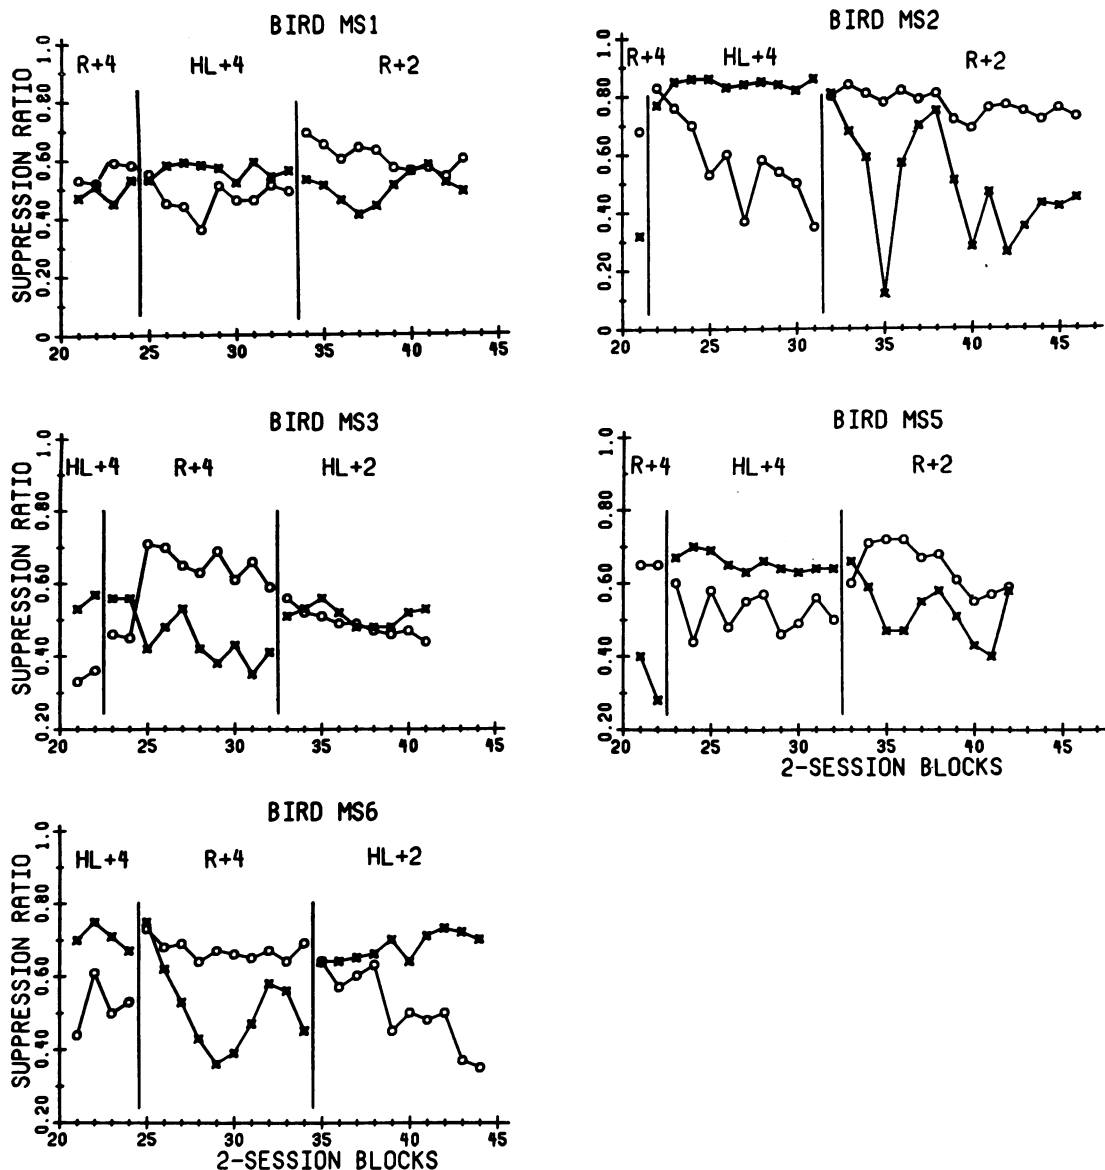 BIRD MS1
R+4 HL+4 R+2
SUPPRESSION RATIO
1.0
0.80
0.60
0.40
0.20
0
20 25 30 35 40 45
BIRD MS2
R+4 HL+4 R+2
1.0
0.80
0.60
0.40
0.20
0
20 25 30 35 40 45
BIRD MS3
HL+4 R+4 HL+2
SUPPRESSION RATIO
1.0
0.80
0.60
0.40
0.20
20 25 30 35 40 45
BIRD MS5
R+4 HL+4 R+2
1.0
0.80
0.60
0.40
0.20
20 25 30 35 40 45
2-SESSION BLOCKS
BIRD MS6
HL+4 R+4 HL+2
SUPPRESSION RATIO
1.0
0.80
0.60
0.40
0.20
20 25 30 35 40 45
2-SESSION BLOCKS